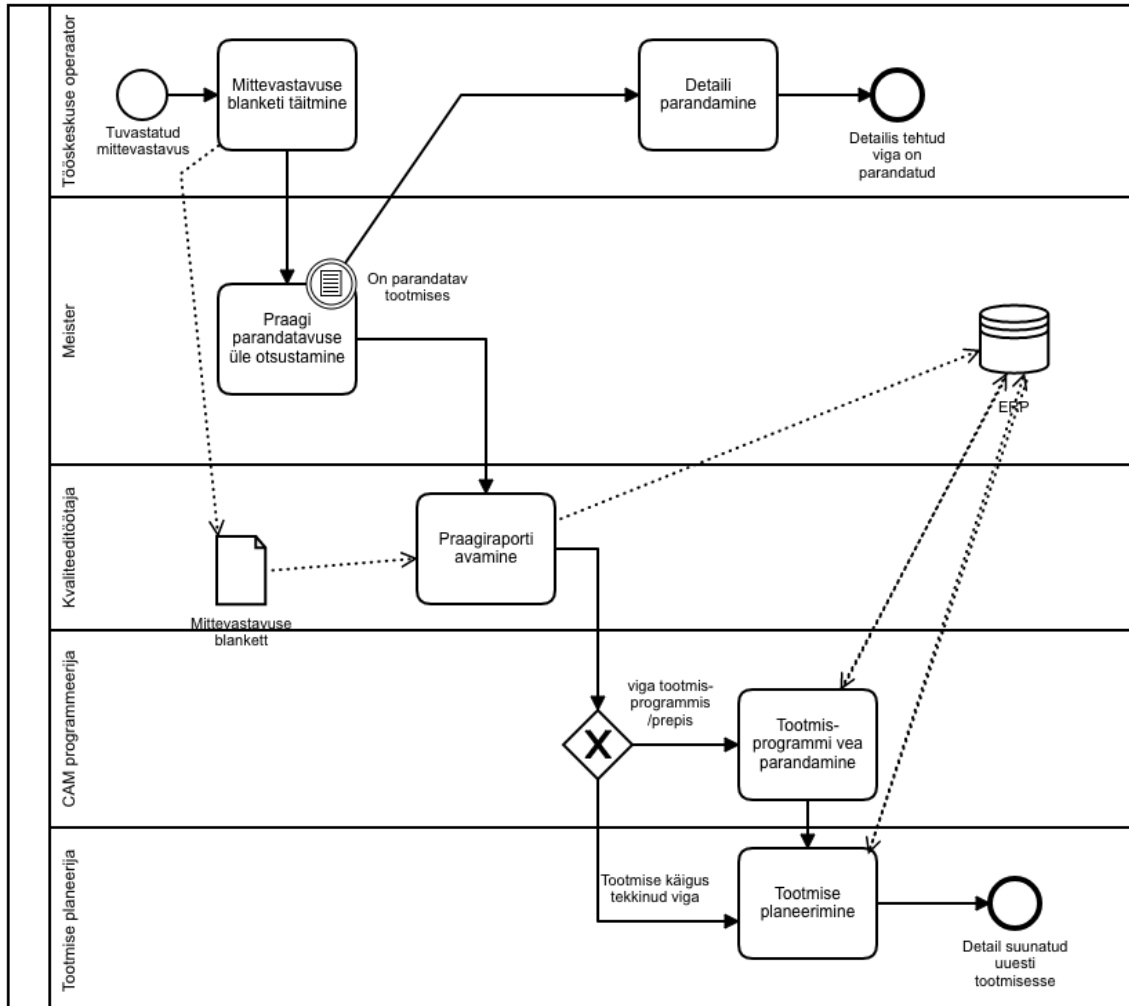 Tööskeskuse operaator
Tuvastatud
mittevastavus
Mittevastavuse
blanketi täitmine
Detaili
parandamine
Detailis tehtud
viga on
parandatud
Meister
Praagi
parandatavuse
üle otsustamine
On parandatav
tootmises
ERP
Kvaliteeditöötaja
Mittevastavuse
blankett
Praagiraporti
avamine
CAM programmeerija
viga tootmis-
programmis
/prepis
Tootmis-
programmi vea
parandamine
Tootmise planeerija
Tootmise käigus
tekkinud viga
Tootmise
planeerimine
Detail suunatud
uuesti
tootmisesse